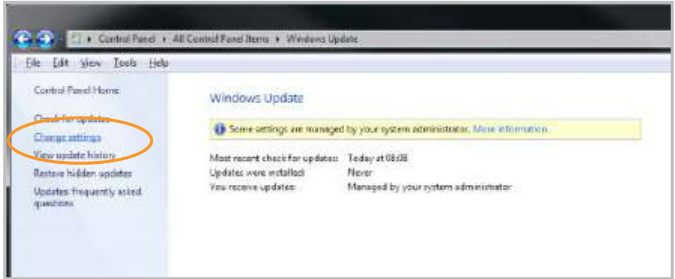 Control Panel ▸ All Control Panel Items ▸ Windows Update
File Edit View Tools Help
Control Panel Home
Check for updates
Change settings
View update history
Restore hidden updates
Updates: frequently asked
questions
Windows Update
Some settings are managed by your system administrator. More information...
Most recent check for updates: Today at 08:08
Updates were installed: Never
You receive updates: Managed by your system administrator